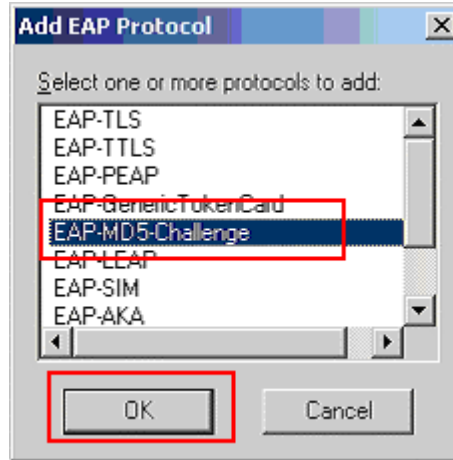 Add EAP Protocol
Select one or more protocols to add:
EAP-TLS
EAP-TTLS
EAP-PEAP
EAP-GenericTokenCard
EAP-MD5-Challenge
EAP-LEAP
EAP-SIM
EAP-AKA
OK
Cancel